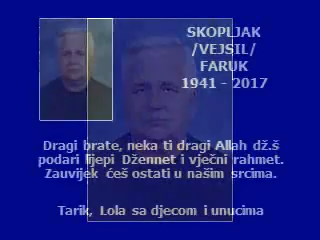 SKOPLJAK
/VEJSIL/
FARUK
1941 - 2017
Dragi brate, neka ti dragi Allah dž.š
podari lijepi Džennet i vječni rahmet.
Zauvijek ćeš ostati u našim srcima.
Tarik, Lola sa djecom i unucima